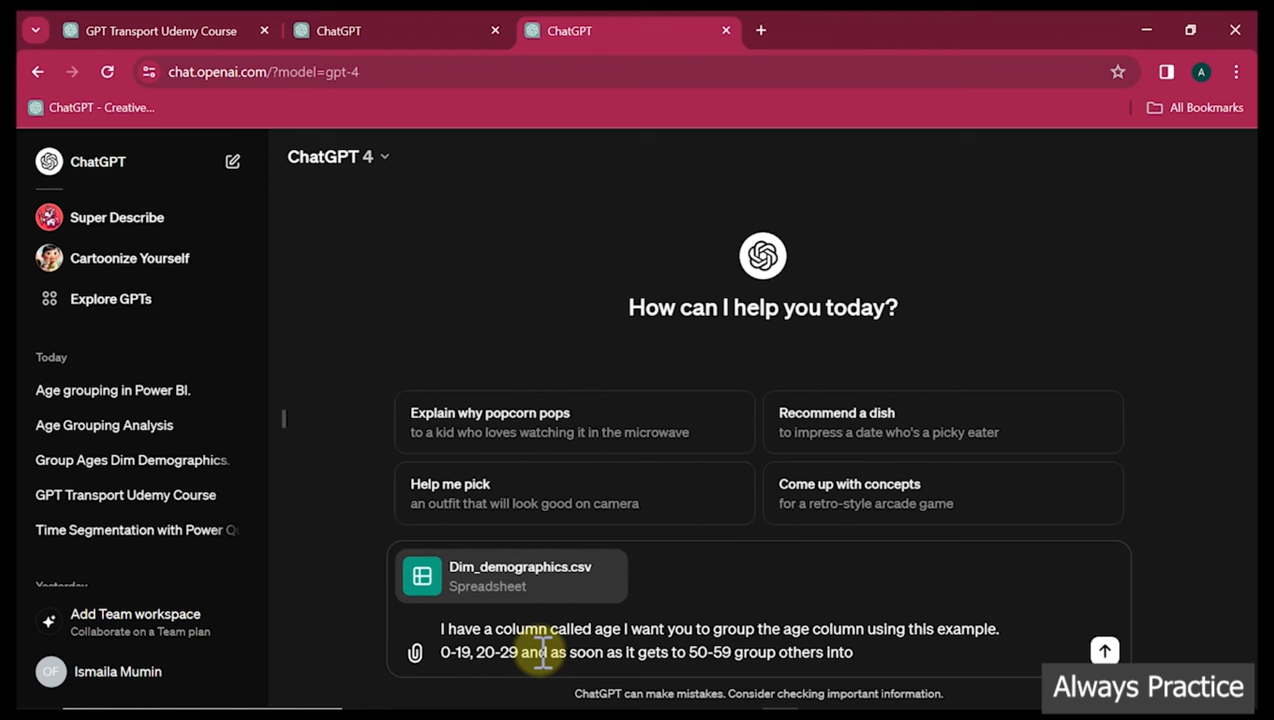 GPT Transport Udemy Course
ChatGPT
ChatGPT
chat.openai.com/?model=gpt-4
A
ChatGPT - Creative...
All Bookmarks
ChatGPT
ChatGPT 4
Super Describe
Cartoonize Yourself
Explore GPTs
How can I help you today?
Today
Age grouping in Power BI.
Age Grouping Analysis
Group Ages Dim Demographics.
GPT Transport Udemy Course
Time Segmentation with Power Q
Yesterday
Explain why popcorn pops
to a kid who loves watching it in the microwave
Recommend a dish
to impress a date who's a picky eater
Help me pick
an outfit that will look good on camera
Come up with concepts
for a retro-style arcade game
Dim_demographics.csv
Spreadsheet
I have a column called age I want you to group the age column using this example.
0-19, 20-29 and as soon as it gets to 50-59 group others into
Add Team workspace
Collaborate on a Team plan
OF
Ismaila Mumin
ChatGPT can make mistakes. Consider checking important information.
Always Practice